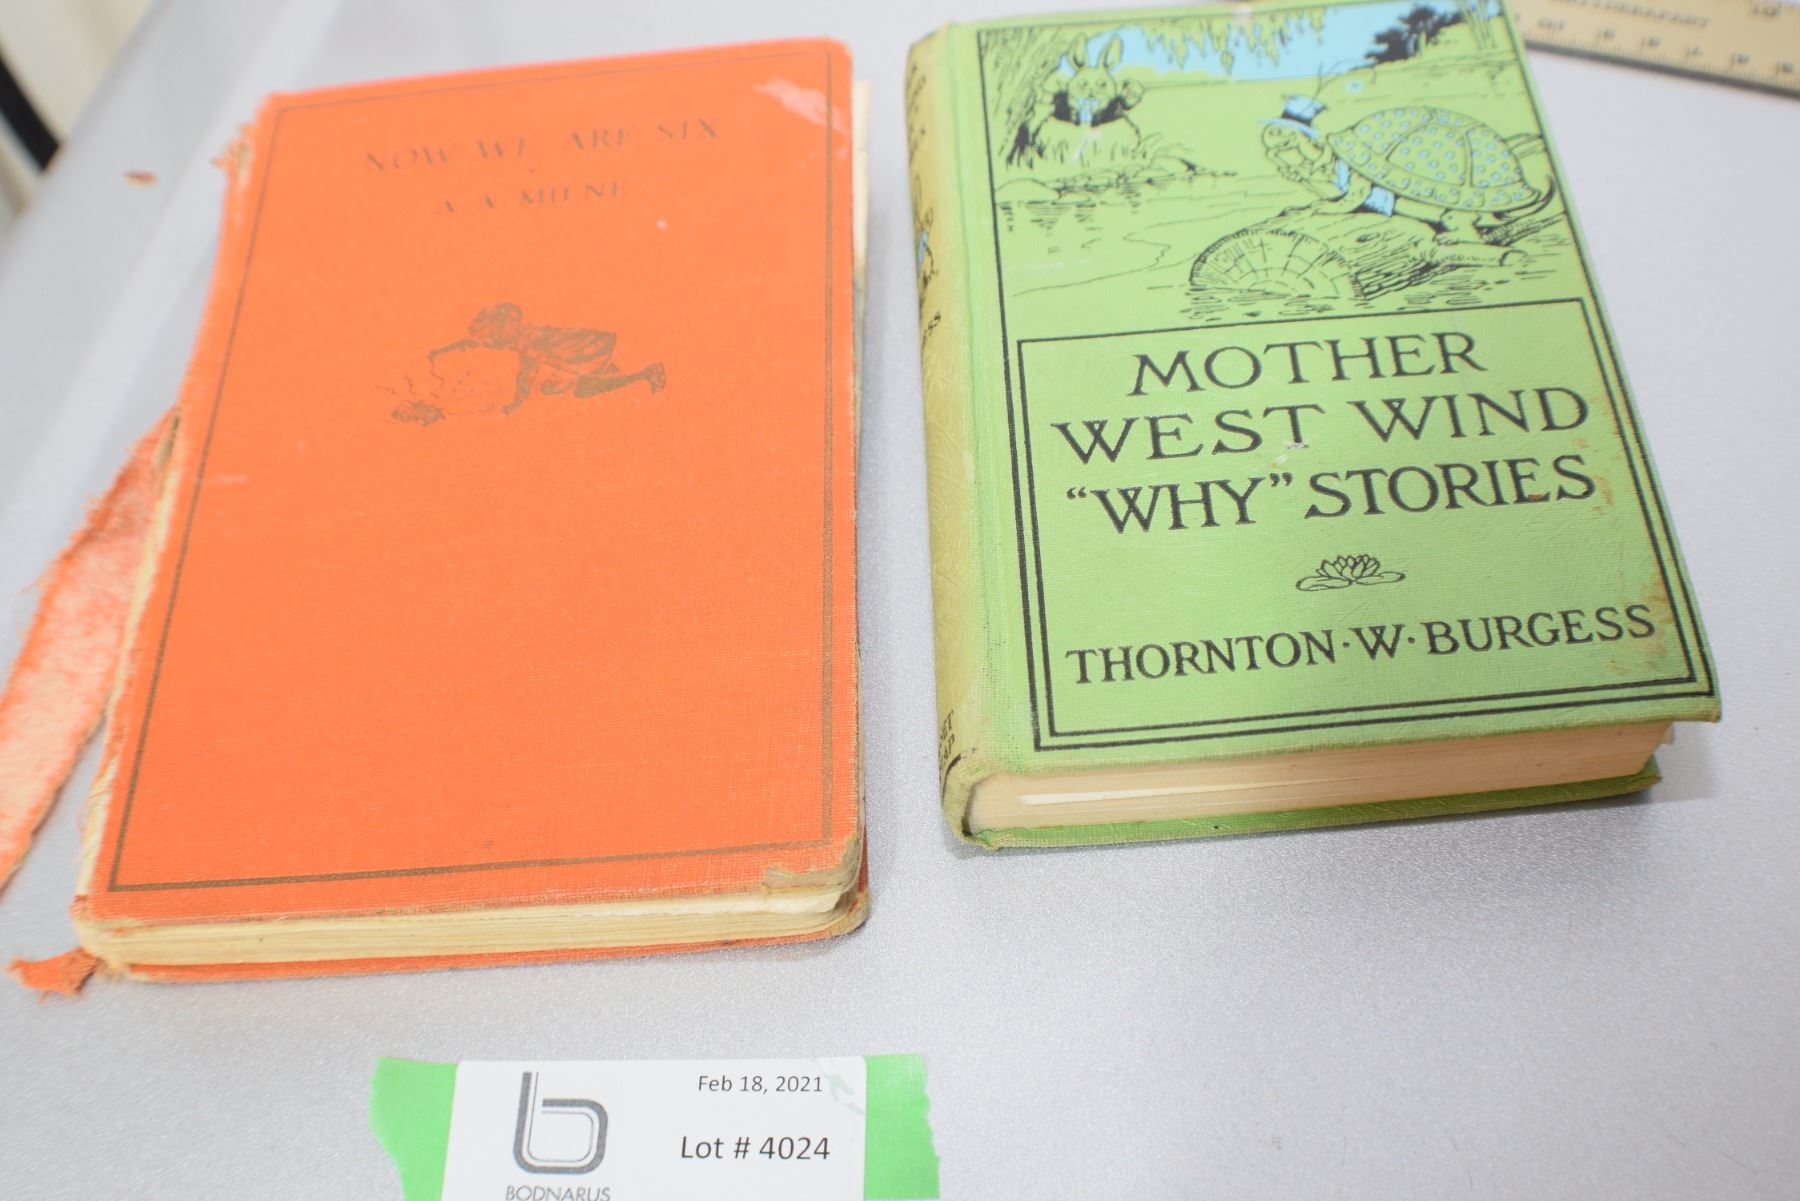 NOW WE ARE SIX
A. A. MILNE
MOTHER
WEST WIND
"WHY" STORIES
THORNTON·W·BURGESS
Feb 18, 2021
Lot # 4024
BODNARUS